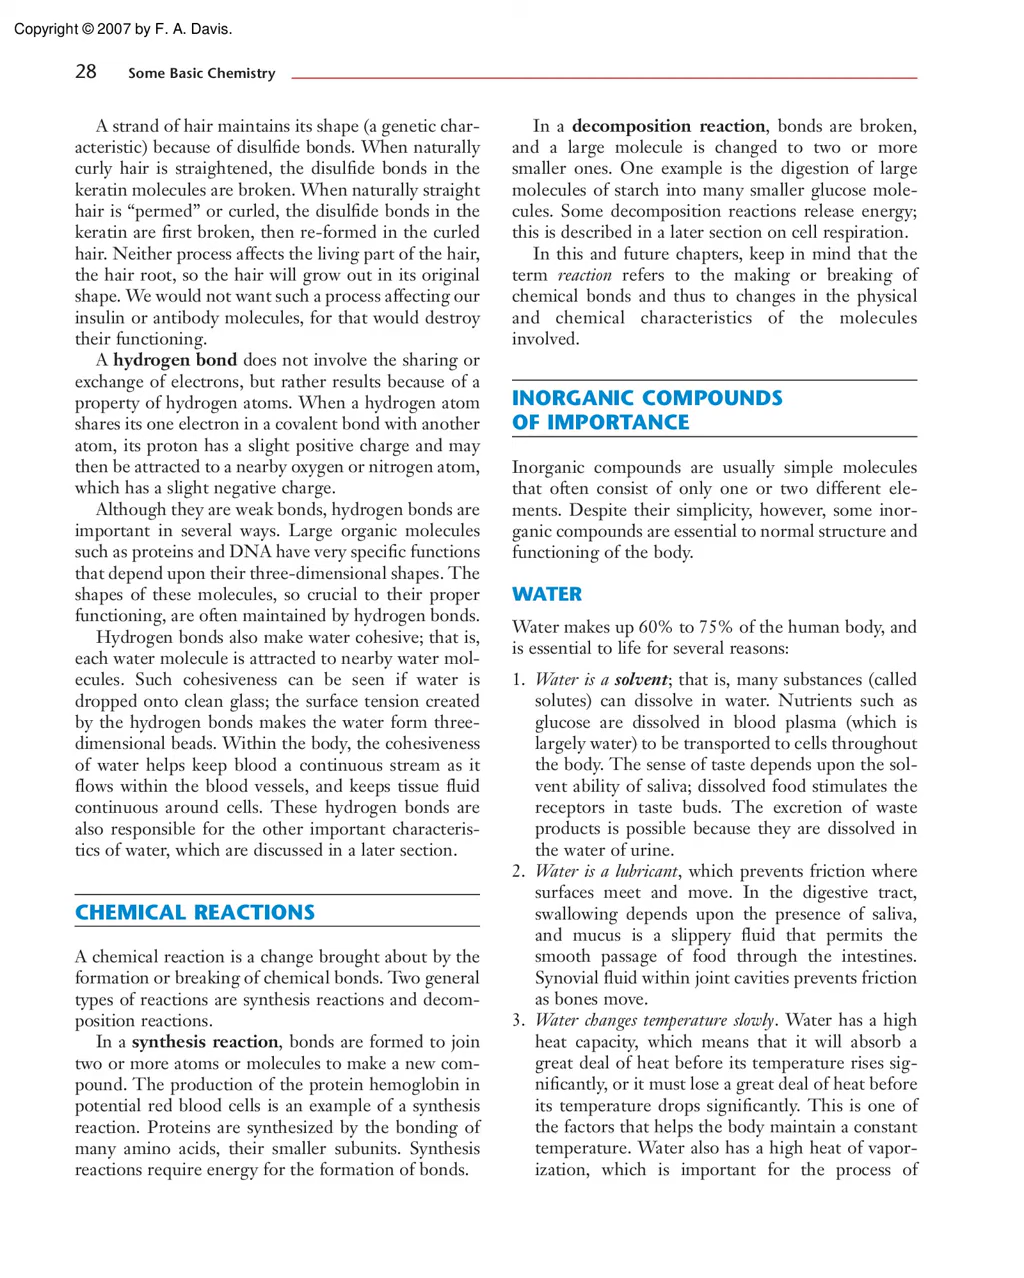 Copyright © 2007 by F. A. Davis.
28 Some Basic Chemistry
A strand of hair maintains its shape (a genetic char-
acteristic) because of disulfide bonds. When naturally
curly hair is straightened, the disulfide bonds in the
keratin molecules are broken. When naturally straight
hair is “permed” or curled, the disulfide bonds in the
keratin are first broken, then re-formed in the curled
hair. Neither process affects the living part of the hair,
the hair root, so the hair will grow out in its original
shape. We would not want such a process affecting our
insulin or antibody molecules, for that would destroy
their functioning.
A hydrogen bond does not involve the sharing or
exchange of electrons, but rather results because of a
property of hydrogen atoms. When a hydrogen atom
shares its one electron in a covalent bond with another
atom, its proton has a slight positive charge and may
then be attracted to a nearby oxygen or nitrogen atom,
which has a slight negative charge.
Although they are weak bonds, hydrogen bonds are
important in several ways. Large organic molecules
such as proteins and DNA have very specific functions
that depend upon their three-dimensional shapes. The
shapes of these molecules, so crucial to their proper
functioning, are often maintained by hydrogen bonds.
Hydrogen bonds also make water cohesive; that is,
each water molecule is attracted to nearby water mol-
ecules. Such cohesiveness can be seen if water is
dropped onto clean glass; the surface tension created
by the hydrogen bonds makes the water form three-
dimensional beads. Within the body, the cohesiveness
of water helps keep blood a continuous stream as it
flows within the blood vessels, and keeps tissue fluid
continuous around cells. These hydrogen bonds are
also responsible for the other important characteris-
tics of water, which are discussed in a later section.
CHEMICAL REACTIONS
A chemical reaction is a change brought about by the
formation or breaking of chemical bonds. Two general
types of reactions are synthesis reactions and decom-
position reactions.
In a synthesis reaction, bonds are formed to join
two or more atoms or molecules to make a new com-
pound. The production of the protein hemoglobin in
potential red blood cells is an example of a synthesis
reaction. Proteins are synthesized by the bonding of
many amino acids, their smaller subunits. Synthesis
reactions require energy for the formation of bonds.
In a decomposition reaction, bonds are broken,
and a large molecule is changed to two or more
smaller ones. One example is the digestion of large
molecules of starch into many smaller glucose mole-
cules. Some decomposition reactions release energy;
this is described in a later section on cell respiration.
In this and future chapters, keep in mind that the
term reaction refers to the making or breaking of
chemical bonds and thus to changes in the physical
and chemical characteristics of the molecules
involved.
INORGANIC COMPOUNDS
OF IMPORTANCE
Inorganic compounds are usually simple molecules
that often consist of only one or two different ele-
ments. Despite their simplicity, however, some inor-
ganic compounds are essential to normal structure and
functioning of the body.
WATER
Water makes up 60% to 75% of the human body, and
is essential to life for several reasons:
1. Water is a solvent; that is, many substances (called
solutes) can dissolve in water. Nutrients such as
glucose are dissolved in blood plasma (which is
largely water) to be transported to cells throughout
the body. The sense of taste depends upon the sol-
vent ability of saliva; dissolved food stimulates the
receptors in taste buds. The excretion of waste
products is possible because they are dissolved in
the water of urine.
2. Water is a lubricant, which prevents friction where
surfaces meet and move. In the digestive tract,
swallowing depends upon the presence of saliva,
and mucus is a slippery fluid that permits the
smooth passage of food through the intestines.
Synovial fluid within joint cavities prevents friction
as bones move.
3. Water changes temperature slowly. Water has a high
heat capacity, which means that it will absorb a
great deal of heat before its temperature rises sig-
nificantly, or it must lose a great deal of heat before
its temperature drops significantly. This is one of
the factors that helps the body maintain a constant
temperature. Water also has a high heat of vapor-
ization, which is important for the process of